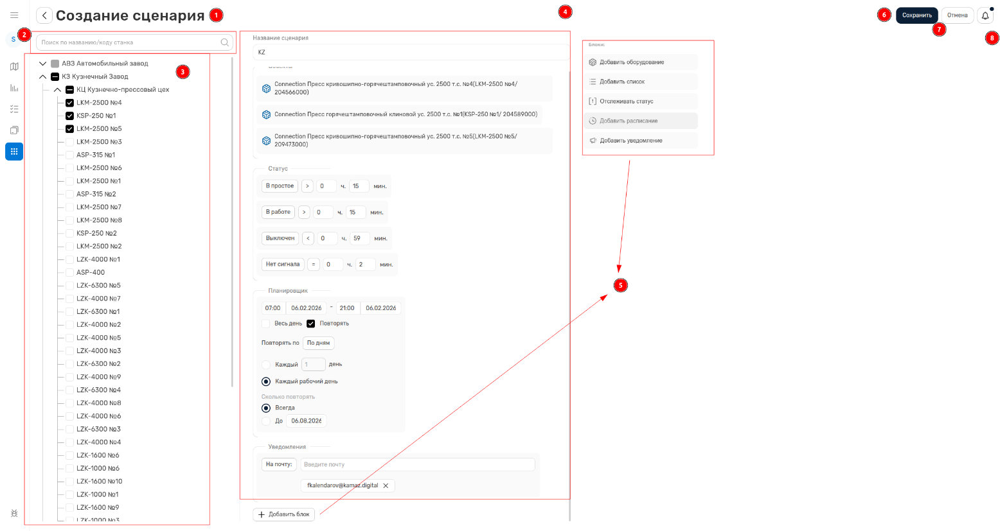 Создание сценария
1
4
6
Сохранить
Отмена
7
8
2
S
Поиск по названию/коду станка
3
АВЗ Автомобильный завод
КЗ Кузнечный Завод
КЦ Кузнечно-прессовый цех
LKM-2500 №4
KSP-250 №1
LKM-2500 №5
LKM-2500 №3
ASP-315 №1
LKM-2500 №6
LKM-2500 №1
ASP-315 №2
LKM-2500 №7
LKM-2500 №8
KSP-250 №2
LKM-2500 №2
LZK-4000 №1
ASP-400
LZK-6300 №5
LZK-4000 №7
LZK-6300 №1
LZK-4000 №2
LZK-4000 №5
LZK-4000 №3
LZK-6300 №2
LZK-4000 №9
LZK-6300 №4
LZK-4000 №8
LZK-4000 №6
LZK-6300 №3
LZK-4000 №4
LZK-1600 №6
LZK-1000 №6
LZK-1600 №10
LZK-1000 №1
LZK-1600 №9
LZK-1000 №3
Название сценария
KZ
Объекты
Connection Пресс кривошипно-горячештамповочный ус. 2500 т.с. №4(LKM-2500 №4/
204566000)
Connection Пресс горячештамповочный клиновой ус. 2500 т.с. №1(KSP-250 №1/ 204589000)
Connection Пресс кривошипно-горячештамповочный ус. 2500 т.с. №5(LKM-2500 №5/
209473000)
Статус
В простое > 0 ч. 15 мин.
В работе > 0 ч. 15 мин.
Выключен < 0 ч. 59 мин.
Нет сигнала = 0 ч. 2 мин.
Планировщик
07:00 06.02.2026 - 21:00 06.02.2026
Весь день Повторять
Повторять по По дням
Каждый 1 день
Каждый рабочий день
Сколько повторять
Всегда
До 06.08.2026
Уведомления
На почту: Введите почту
fkalendarov@kamaz.digital
Добавить блок
Блоки:
Добавить оборудование
Добавить список
Отслеживать статус
Добавить расписание
Добавить уведомление
5